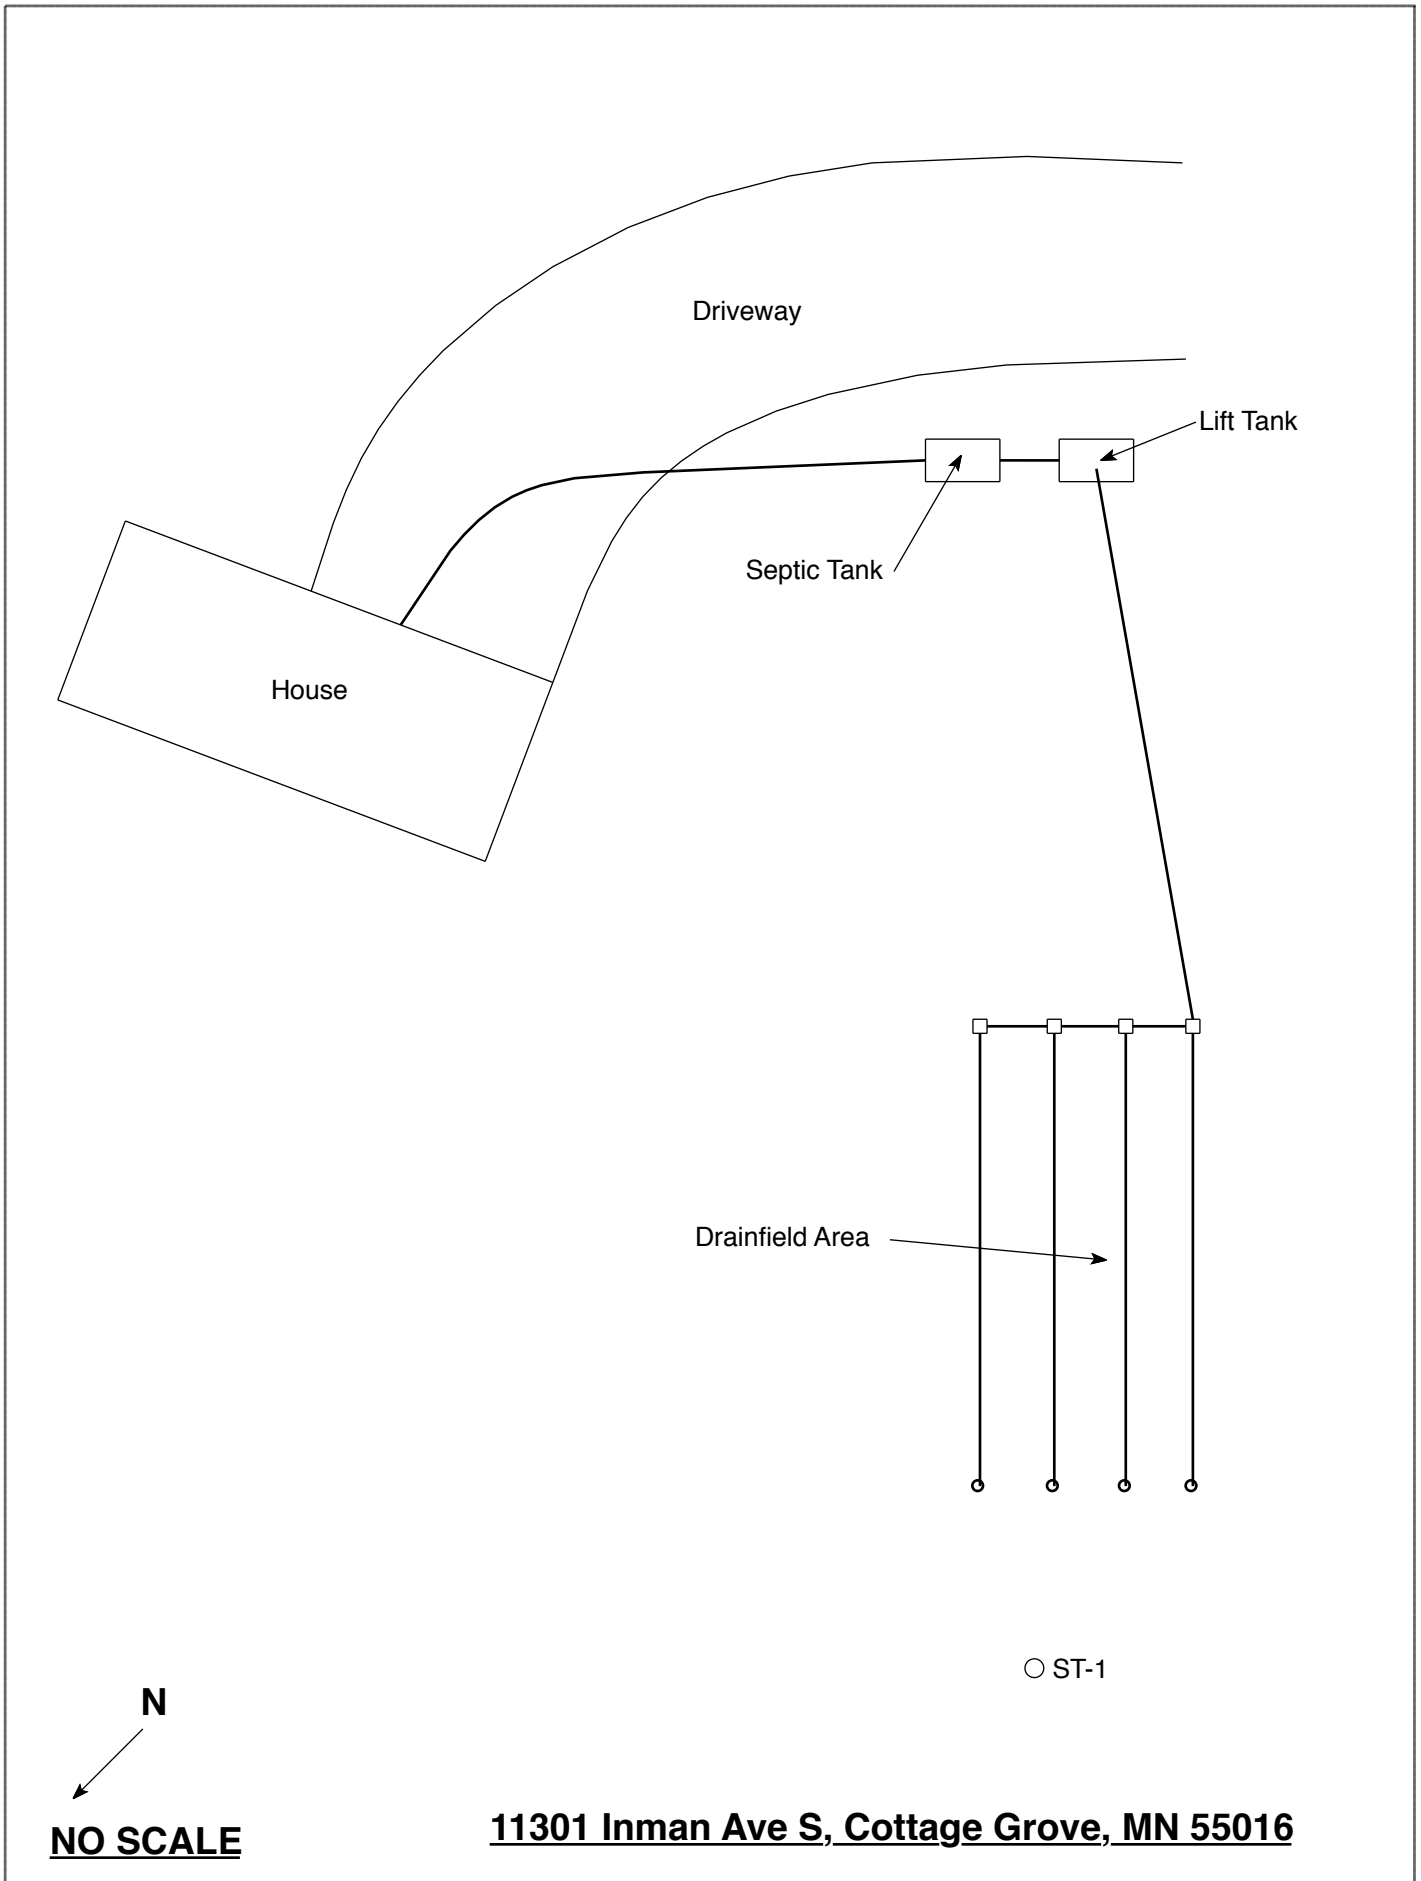 Driveway
Lift Tank
Septic Tank
House
Drainfield Area
ST-1
N
NO SCALE
11301 Inman Ave S, Cottage Grove, MN 55016